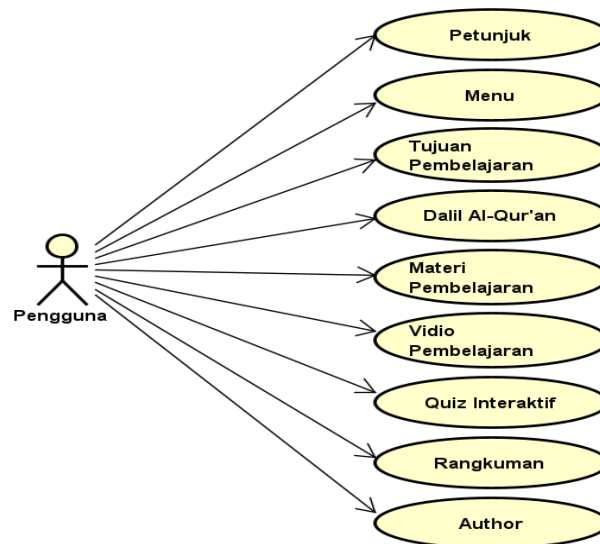 Petunjuk
Menu
Tujuan
Pembelajaran
Dalil Al-Qur'an
Materi
Pembelajaran
Pengguna
Vidio
Pembelajaran
Quiz Interaktif
Rangkuman
Author